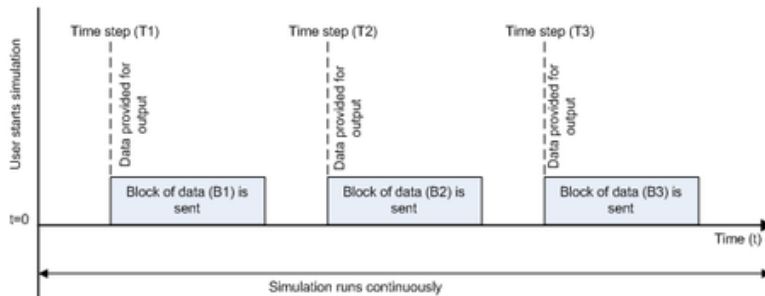 Time step (T1)
Time step (T2)
Time step (T3)
User starts simulation
Data provided for
output
Data provided for
output
Data provided for
output
Block of data (B1) is
sent
Block of data (B2) is
sent
Block of data (B3) is
sent
t=0
Time (t)
Simulation runs continuously